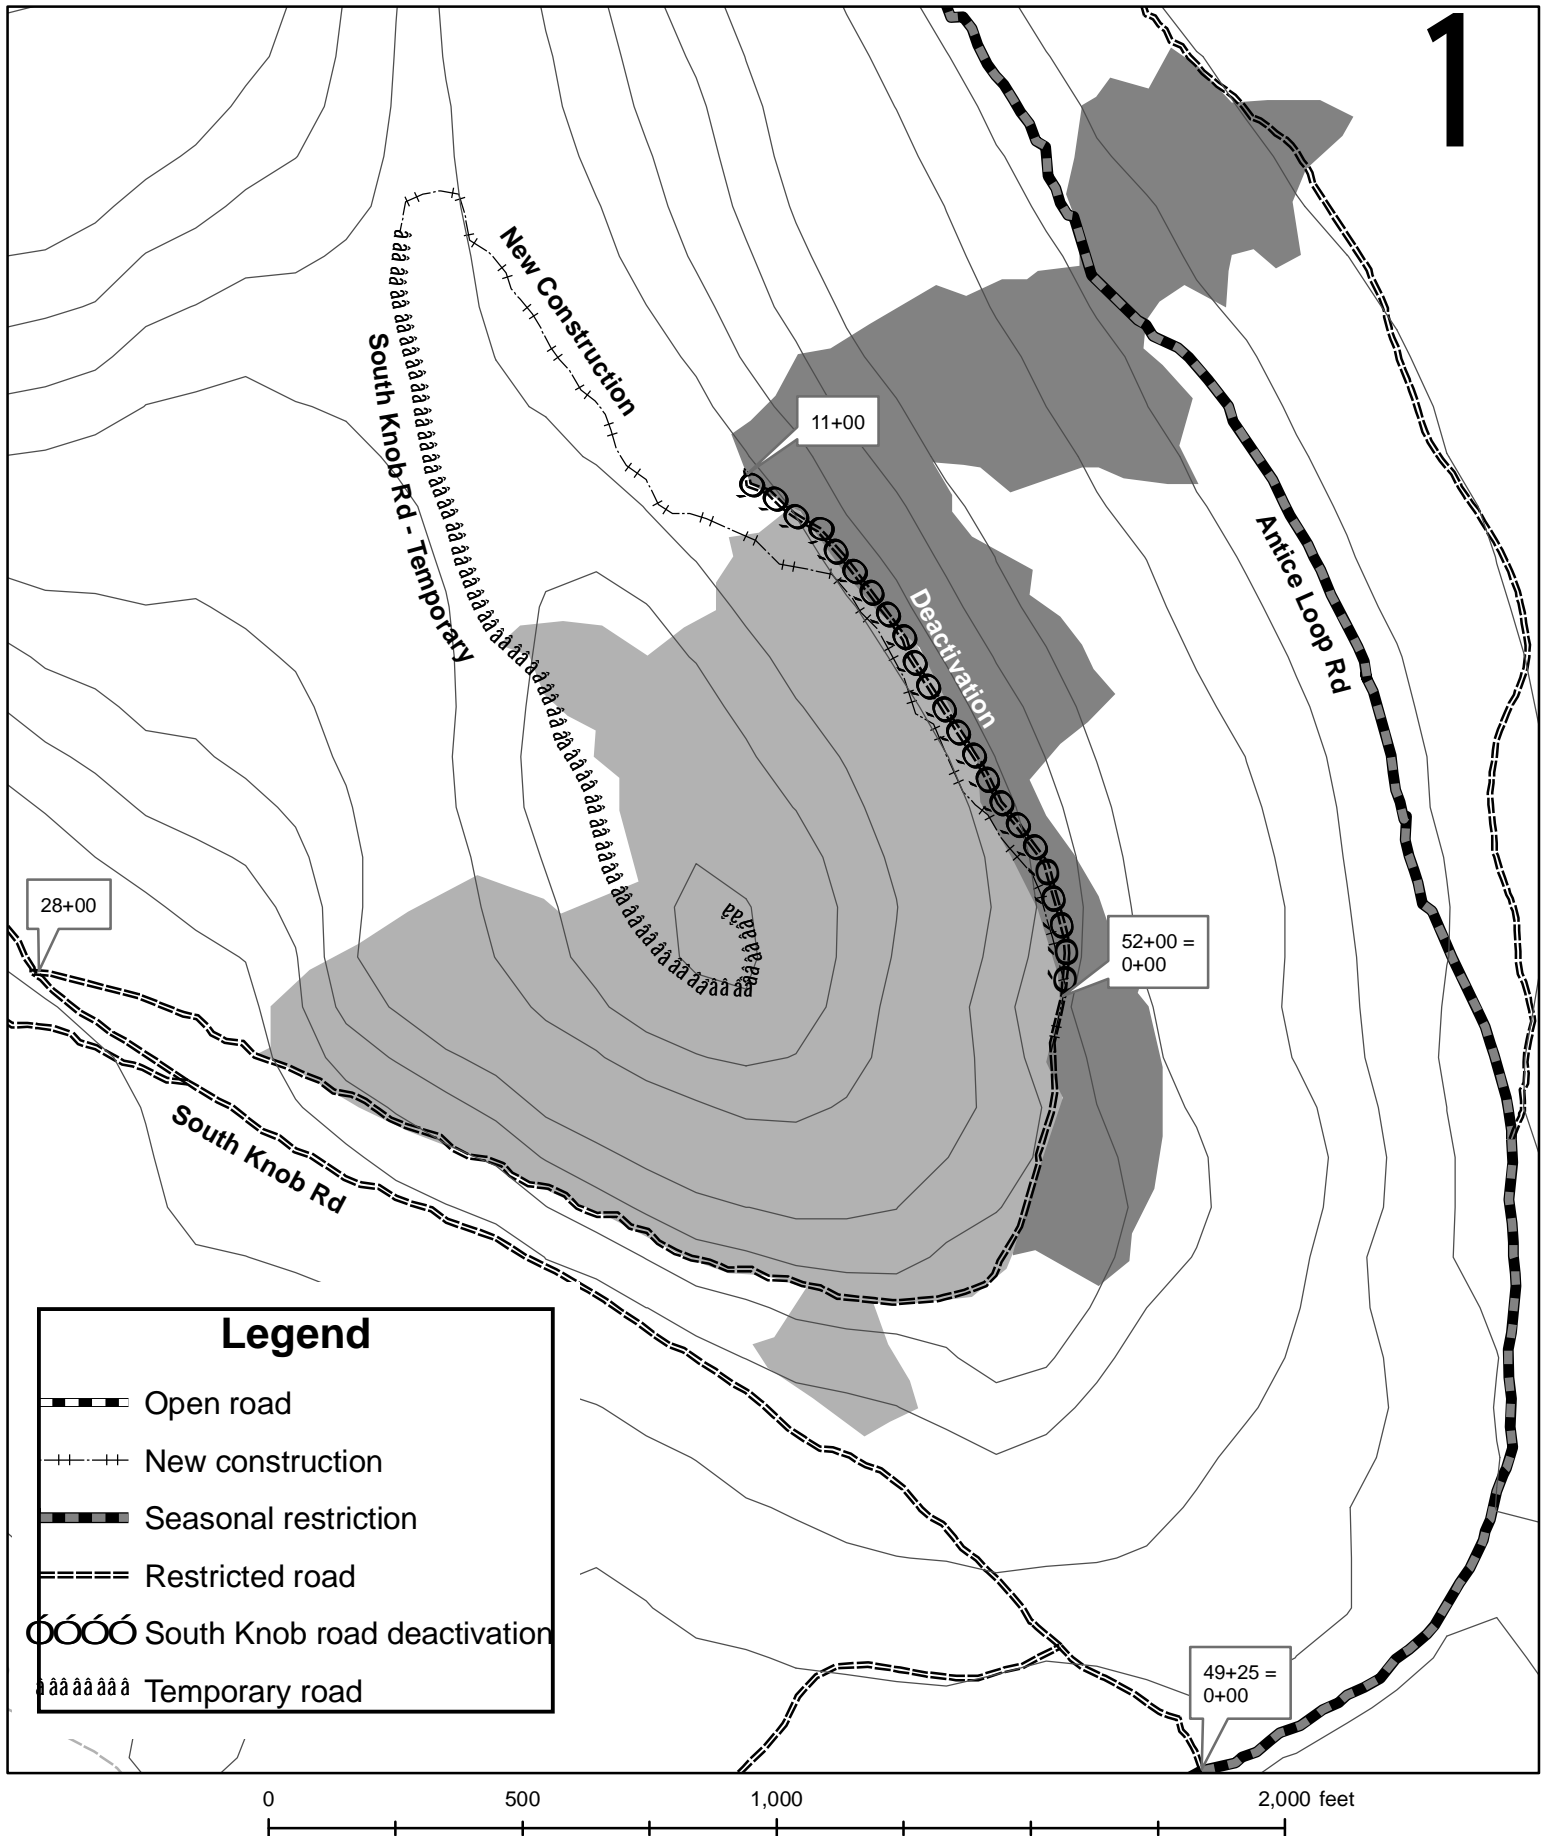 1
New Construction
South Knob Rd - Temporary
11+00
Antice Loop Rd
Deactivation
28+00
52+00 =
0+00
South Knob Rd
Legend
Open road
New construction
Seasonal restriction
Restricted road
ÓÓÓÓ South Knob road deactivation
ââââââââ Temporary road
49+25 =
0+00
0 500 1,000 2,000 feet